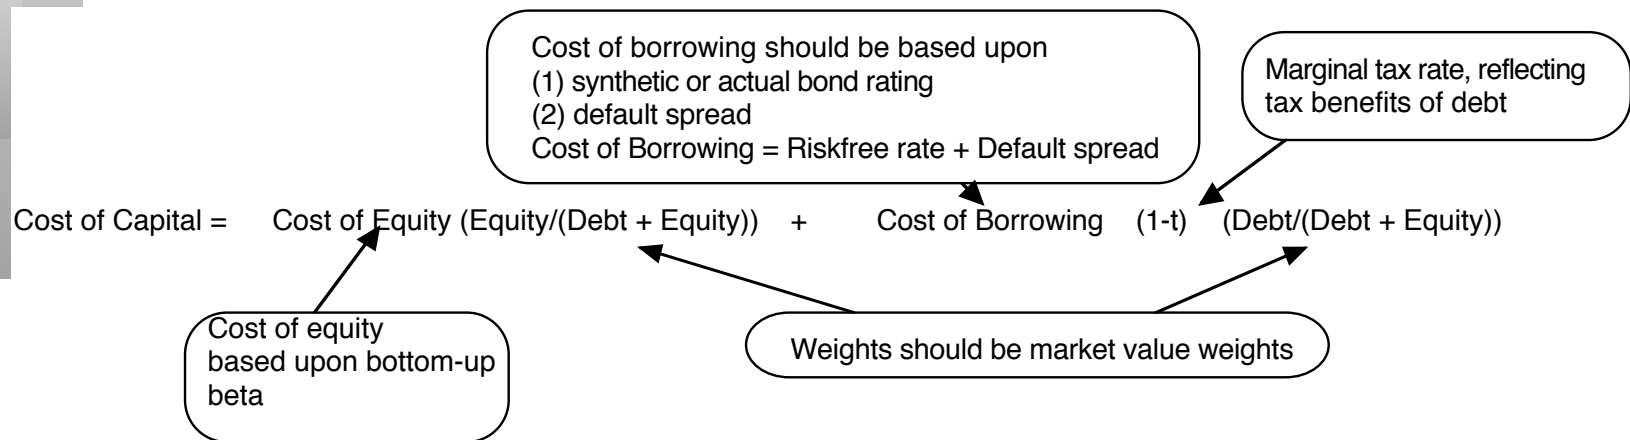 Cost of borrowing should be based upon
(1) synthetic or actual bond rating
(2) default spread
Cost of Borrowing = Riskfree rate + Default spread
Marginal tax rate, reflecting
tax benefits of debt
Cost of Capital = Cost of Equity (Equity/(Debt + Equity)) + Cost of Borrowing (1-t) (Debt/(Debt + Equity))
Cost of equity
based upon bottom-up
beta
Weights should be market value weights